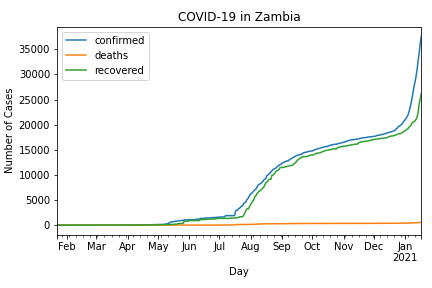 COVID-19 in Zambia
confirmed
deaths
recovered
Number of Cases
35000
30000
25000
20000
15000
10000
5000
0
Feb Mar Apr May Jun Jul Aug Sep Oct Nov Dec Jan
2021
Day